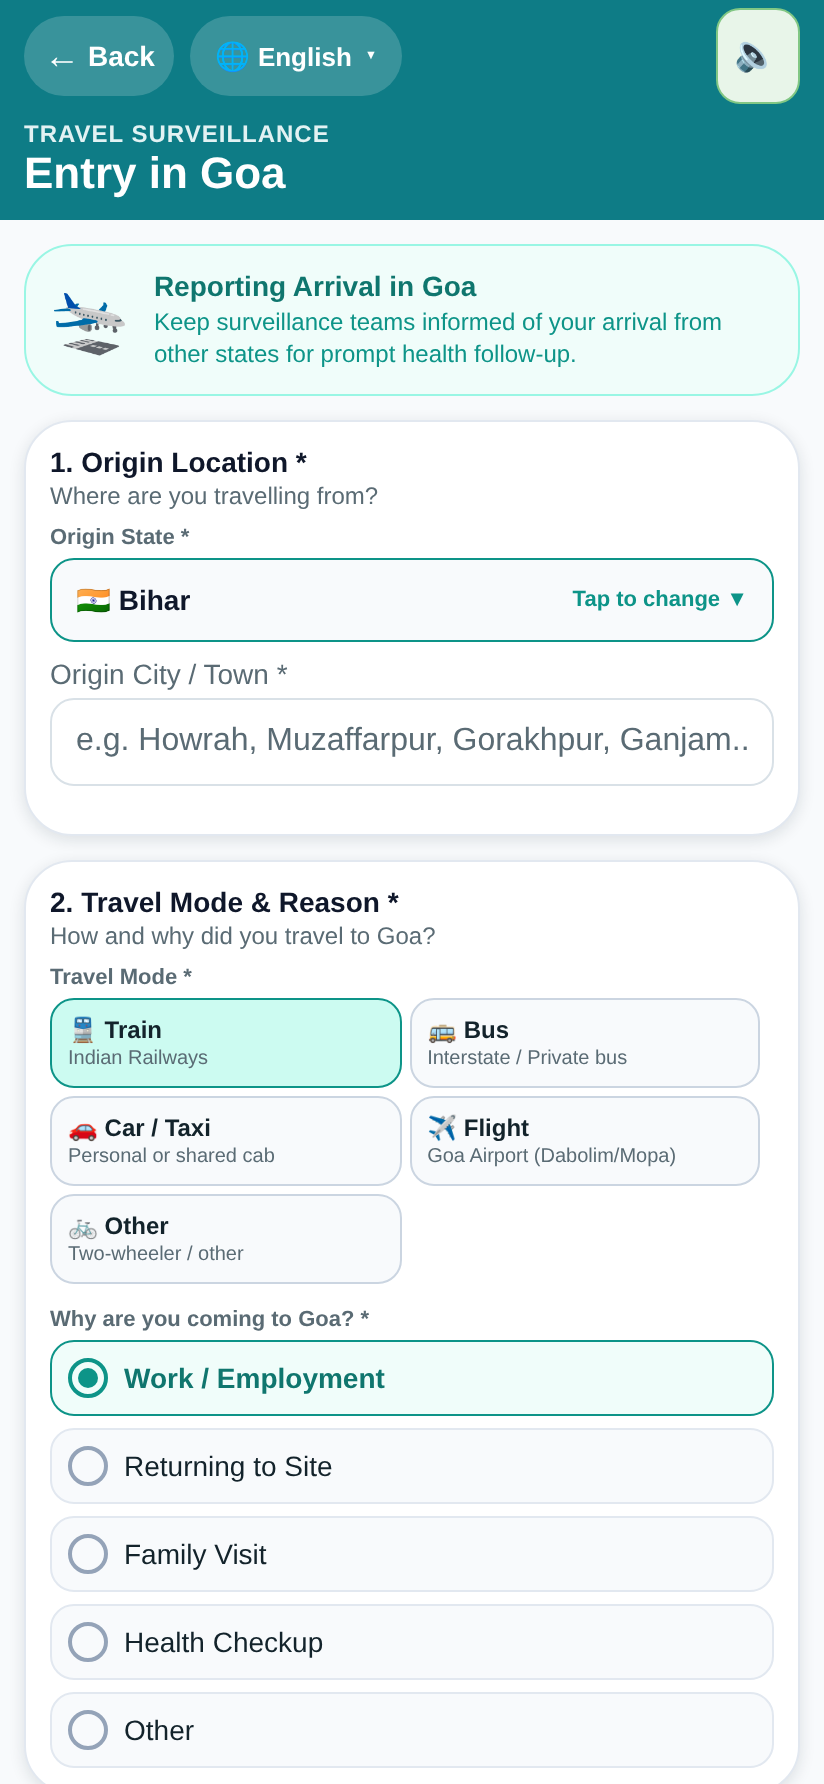 ← Back
🌐 English ▼
TRAVEL SURVEILLANCE
Entry in Goa
Reporting Arrival in Goa
Keep surveillance teams informed of your arrival from
other states for prompt health follow-up.
1. Origin Location *
Where are you travelling from?
Origin State *
🇮🇳 Bihar
Tap to change ▼
Origin City / Town *
e.g. Howrah, Muzaffarpur, Gorakhpur, Ganjam..
2. Travel Mode & Reason *
How and why did you travel to Goa?
Travel Mode *
🚆 Train
Indian Railways
🚌 Bus
Interstate / Private bus
🚗 Car / Taxi
Personal or shared cab
✈️ Flight
Goa Airport (Dabolim/Mopa)
🚲 Other
Two-wheeler / other
Why are you coming to Goa? *
Work / Employment
Returning to Site
Family Visit
Health Checkup
Other